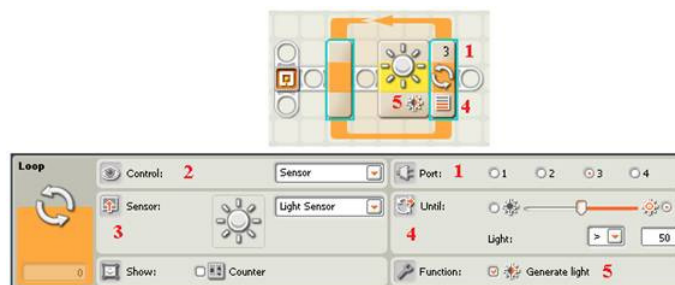 3 1
5 4
Loop
Control: 2 Sensor
Port: 1 1 2 3 4
Sensor: Light Sensor
3
Until:
4
Light: > 50
0
Show: Counter
Function: Generate light 5